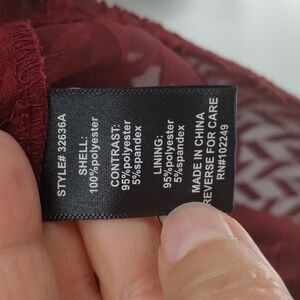 STYLE# 32636A
SHELL:
100%polyester
CONTRAST:
95%polyester
5%spandex
LINING:
95%polyester
5%spandex
MADE IN CHINA
REVERSE FOR CARE
RN#102249